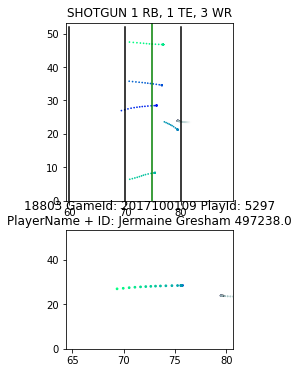 SHOTGUN 1 RB, 1 TE, 3 WR
50
40
30
20
10
0
60 70 80
18803 GameId: 2017100109 PlayId: 5297
PlayerName + ID: Jermaine Gresham 497238.0
40
20
0
65 70 75 80